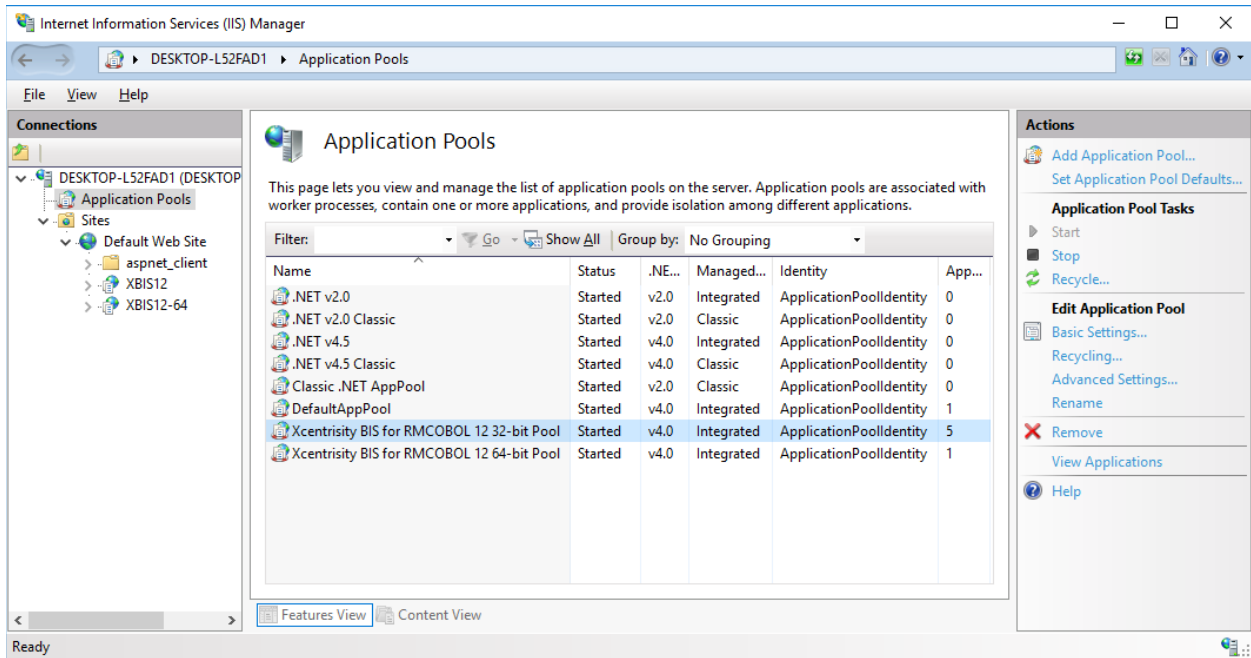 Internet Information Services (IIS) Manager
DESKTOP-L52FAD1 Application Pools
File View Help
Connections
DESKTOP-L52FAD1 (DESKTOP
Application Pools
Sites
Default Web Site
aspnet_client
XBIS12
XBIS12-64
Application Pools
This page lets you view and manage the list of application pools on the server. Application pools are associated with
worker processes, contain one or more applications, and provide isolation among different applications.
Filter: Go Show All Group by: No Grouping
Name Status .NE... Managed... Identity App...
.NET v2.0 Started v2.0 Integrated ApplicationPoolIdentity 0
.NET v2.0 Classic Started v2.0 Classic ApplicationPoolIdentity 0
.NET v4.5 Started v4.0 Integrated ApplicationPoolIdentity 0
.NET v4.5 Classic Started v4.0 Classic ApplicationPoolIdentity 0
Classic .NET AppPool Started v2.0 Classic ApplicationPoolIdentity 0
DefaultAppPool Started v4.0 Integrated ApplicationPoolIdentity 1
Xcentrisity BIS for RMCOBOL 12 32-bit Pool Started v4.0 Integrated ApplicationPoolIdentity 5
Xcentrisity BIS for RMCOBOL 12 64-bit Pool Started v4.0 Integrated ApplicationPoolIdentity 1
Features View Content View
Actions
Add Application Pool...
Set Application Pool Defaults...
Application Pool Tasks
Start
Stop
Recycle...
Edit Application Pool
Basic Settings...
Recycling...
Advanced Settings...
Rename
Remove
View Applications
Help
Ready